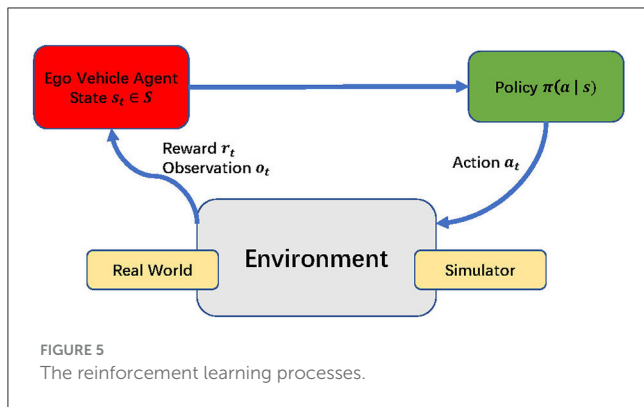 Ego Vehicle Agent
State sₜ ∈ S
Policy π(a | s)
Reward rₜ
Observation oₜ
Action aₜ
Environment
Real World
Simulator
FIGURE 5
The reinforcement learning processes.